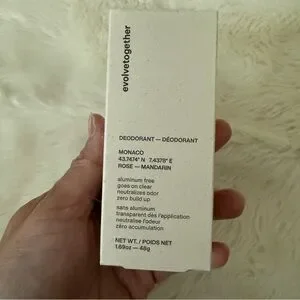 evolvetogether
DEODORANT — DÉODORANT
MONACO
43.7474° N 7.4378° E
ROSE — MANDARIN
aluminum free
goes on clear
neutralizes odor
zero build up
sans aluminum
transparent dès l'application
neutralise l'odeur
zéro accumulation
NET WT. / POIDS NET
1.69oz — 48g